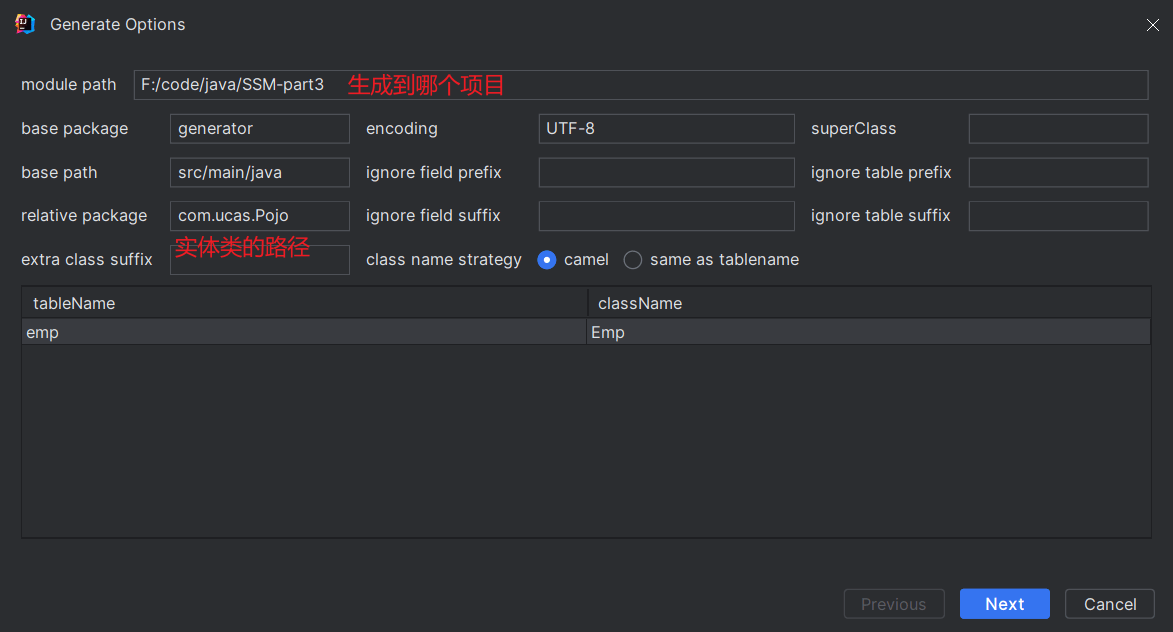 Generate Options
module path F:/code/java/SSM-part3 生成到哪个项目
base package generator encoding UTF-8 superClass
base path src/main/java ignore field prefix ignore table prefix
relative package com.ucas.Pojo ignore field suffix ignore table suffix
实体类的路径
extra class suffix class name strategy camel same as tablename
tableName className
emp Emp
Previous Next Cancel